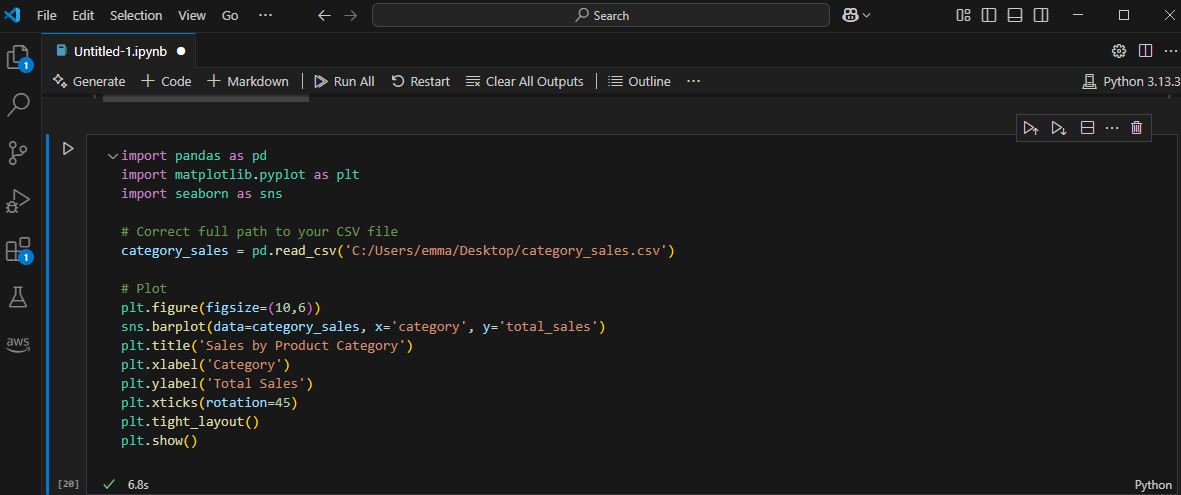 File Edit Selection View Go ··· Search
1 Untitled-1.ipynb
Generate + Code + Markdown Run All Restart Clear All Outputs Outline ··· Python 3.13.3
import pandas as pd
import matplotlib.pyplot as plt
import seaborn as sns
# Correct full path to your CSV file
category_sales = pd.read_csv('C:/Users/emma/Desktop/category_sales.csv')
# Plot
plt.figure(figsize=(10,6))
sns.barplot(data=category_sales, x='category', y='total_sales')
plt.title('Sales by Product Category')
plt.xlabel('Category')
plt.ylabel('Total Sales')
plt.xticks(rotation=45)
plt.tight_layout()
plt.show()
1
aws
[20] 6.8s Python